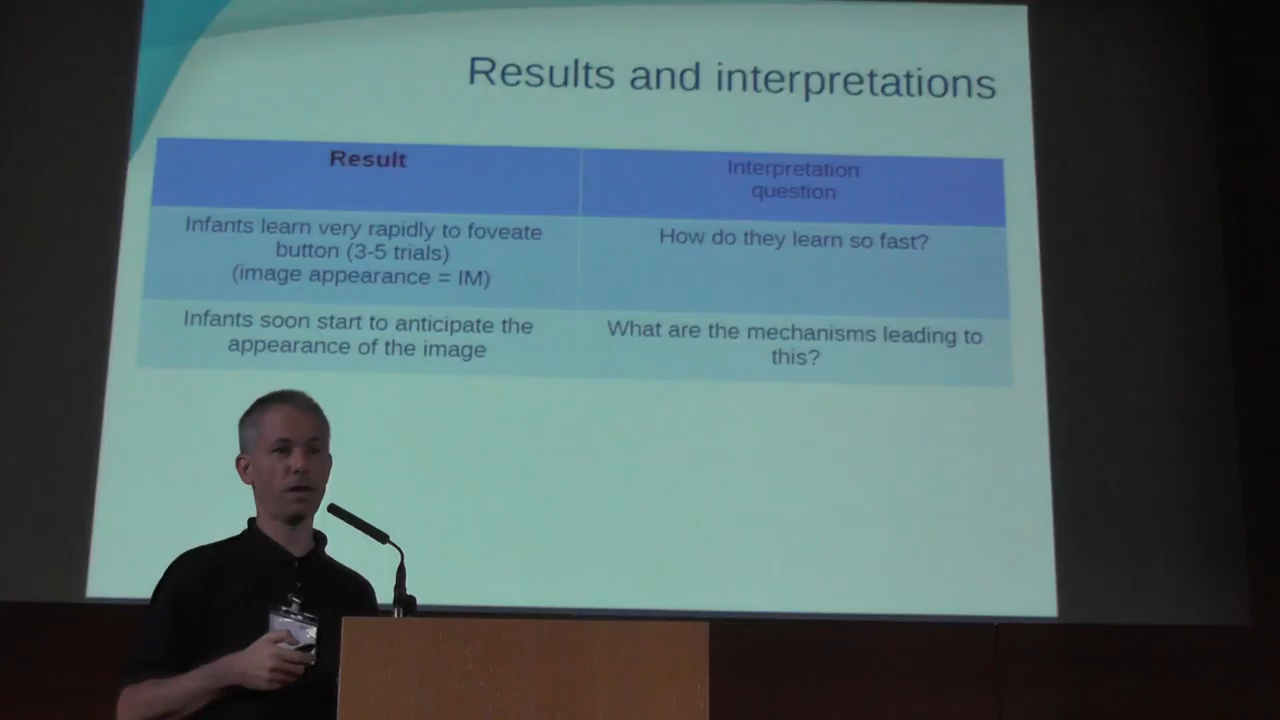 Results and interpretations
Result
Interpretation
question
Infants learn very rapidly to foveate
button (3-5 trials)
(image appearance = IM)
How do they learn so fast?
Infants soon start to anticipate the
appearance of the image
What are the mechanisms leading to
this?